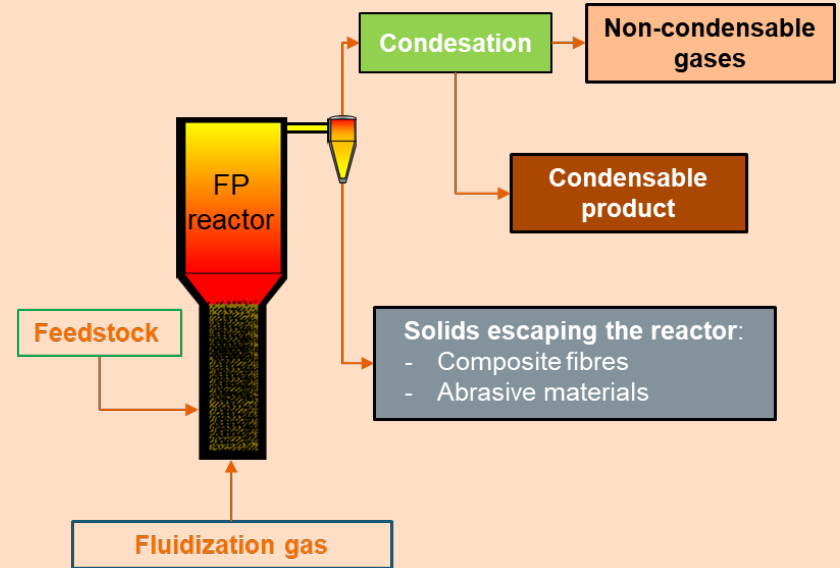 Condesation
Non-condensable
gases
FP
reactor
Condensable
product
Feedstock
Solids escaping the reactor:
- Composite fibres
- Abrasive materials
Fluidization gas